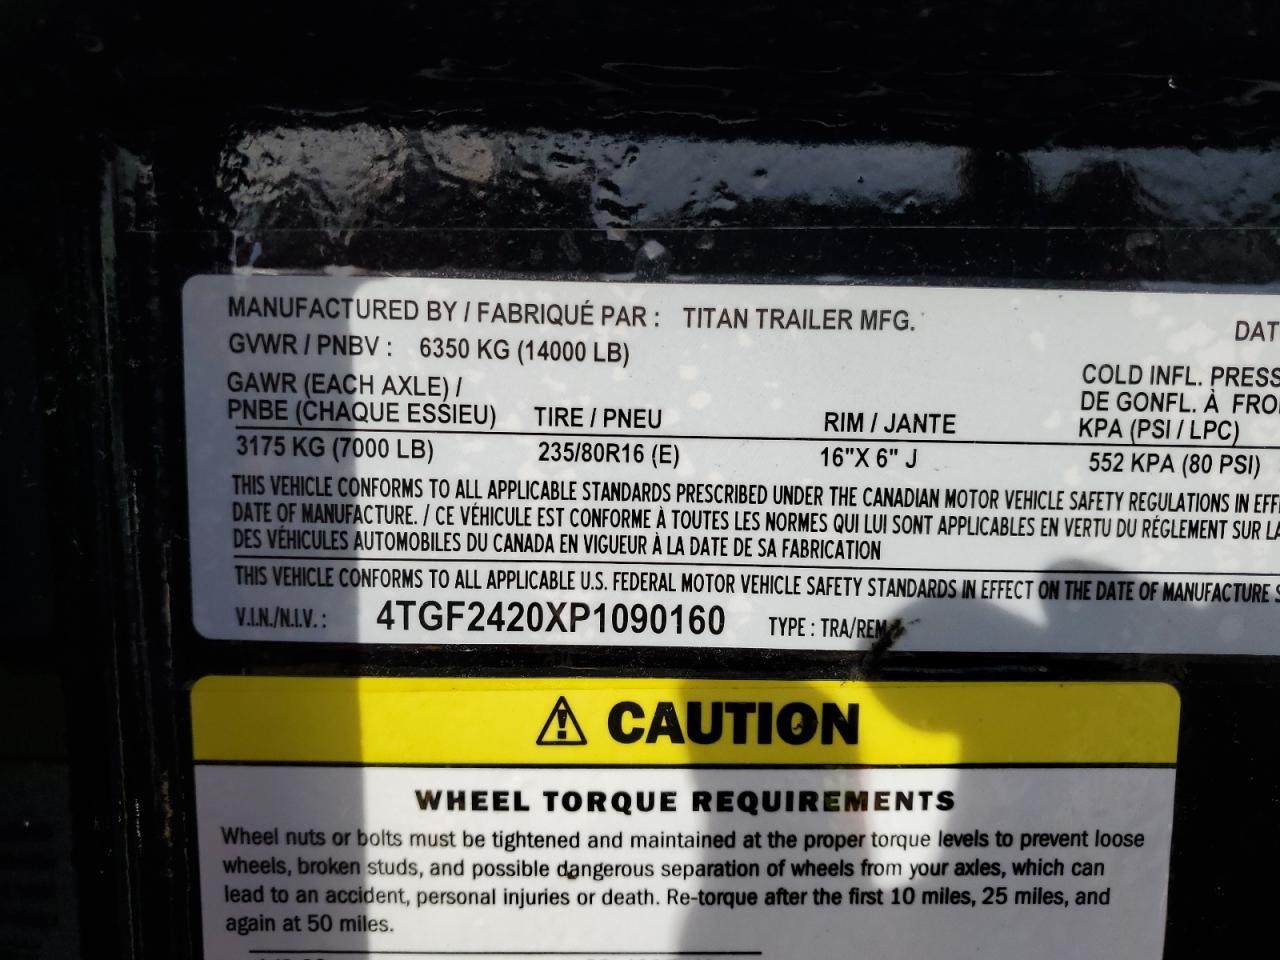 MANUFACTURED BY / FABRIQUÉ PAR : TITAN TRAILER MFG.
GVWR / PNBV : 6350 KG (14000 LB)
GAWR (EACH AXLE) /
PNBE (CHAQUE ESSIEU) TIRE / PNEU RIM / JANTE
COLD INFL. PRESS
DE GONFL. À FRO
KPA (PSI / LPC)
3175 KG (7000 LB) 235/80R16 (E) 16"X 6" J 552 KPA (80 PSI)
THIS VEHICLE CONFORMS TO ALL APPLICABLE STANDARDS PRESCRIBED UNDER THE CANADIAN MOTOR VEHICLE SAFETY REGULATIONS IN EFF
DATE OF MANUFACTURE. / CE VÉHICULE EST CONFORME À TOUTES LES NORMES QUI LUI SONT APPLICABLES EN VERTU DU RÉGLEMENT SUR LA
DES VÉHICULES AUTOMOBILES DU CANADA EN VIGUEUR À LA DATE DE SA FABRICATION
THIS VEHICLE CONFORMS TO ALL APPLICABLE U.S. FEDERAL MOTOR VEHICLE SAFETY STANDARDS IN EFFECT ON THE DATE OF MANUFACTURE S
V.I.N./N.I.V.: 4TGF2420XP1090160 TYPE : TRA/REM
DAT
CAUTION
WHEEL TORQUE REQUIREMENTS
Wheel nuts or bolts must be tightened and maintained at the proper torque levels to prevent loose
wheels, broken studs, and possible dangerous separation of wheels from your axles, which can
lead to an accident, personal injuries or death. Re-torque after the first 10 miles, 25 miles, and
again at 50 miles.